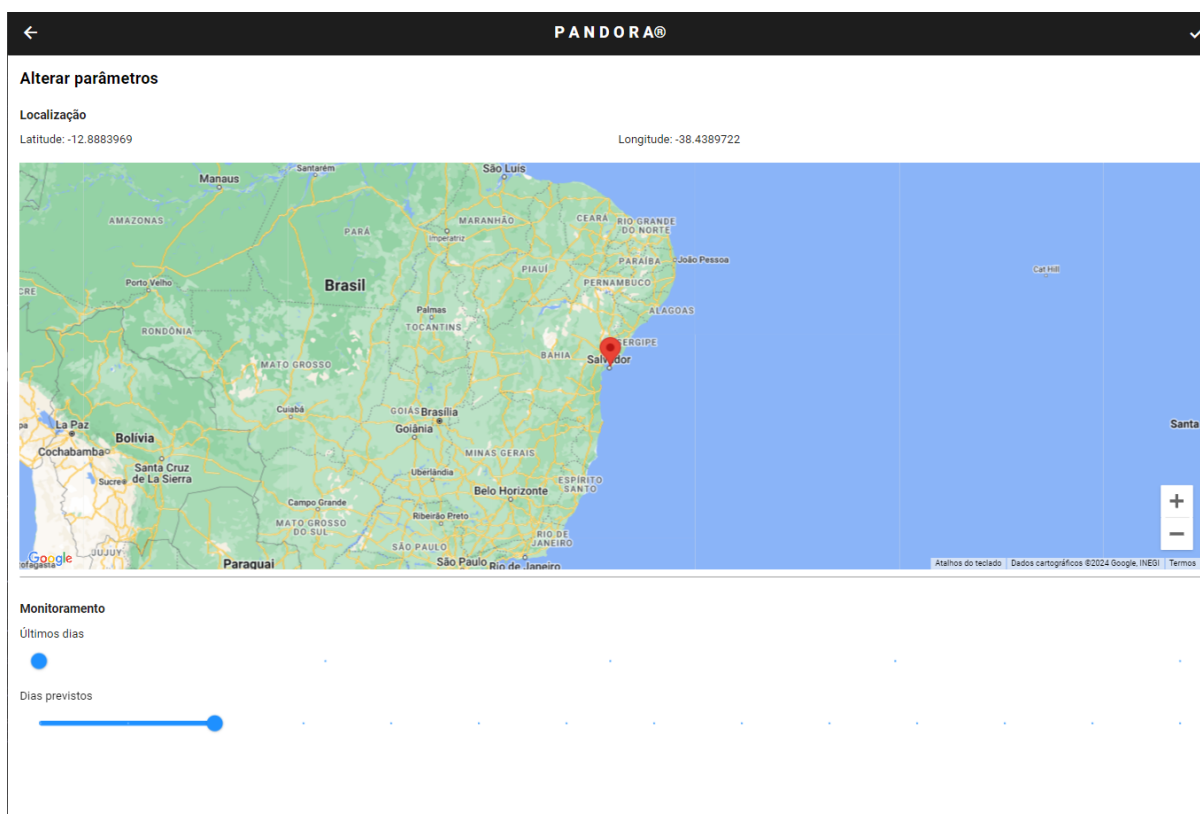 PANDORA®
Alterar parâmetros
Localização
Latitude: -12.8883969
Longitude: -38.4389722
Santarém
São Luís
Manaus
AMAZONAS
PARÁ
MARANHÃO
Imperatriz
CEARÁ
RIO GRANDE
DO NORTE
PARAÍBA
João Pessoa
PIAUÍ
PERNAMBUCO
Cat Hill
CRE
Porto Velho
Brasil
Palmas
TOCANTINS
ALAGOAS
RONDÔNIA
MATO GROSSO
BAHIA
ERGIPE
Salvador
Cuiabá
GOIÁS
Brasília
Goiânia
La Paz
Bolívia
Cochabamba
Santa Cruz
de La Sierra
Sucre
MINAS GERAIS
Uberlândia
Belo Horizonte
ESPÍRITO
SANTO
Santa
Campo Grande
MATO GROSSO
DO SUL
Ribeirão Preto
SÃO PAULO
RIO DE
JANEIRO
São Paulo
Rio de Janeiro
Paraguai
JUJUY
Google
ofagasta
Atalhos do teclado
Dados cartográficos ©2024 Google, INEGI
Termos
Monitoramento
Últimos dias
Dias previstos